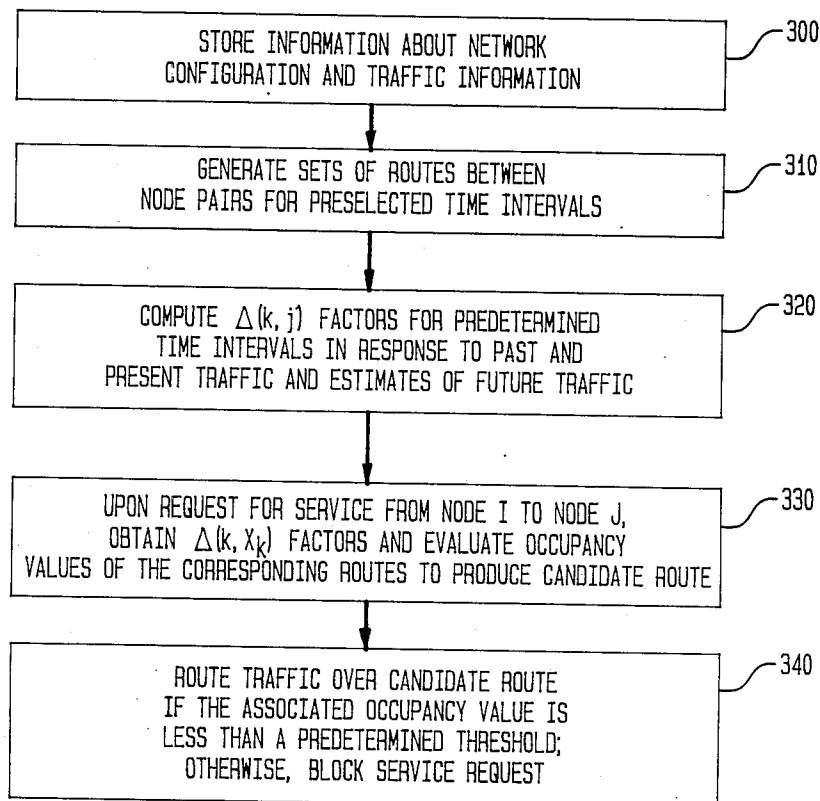 STORE INFORMATION ABOUT NETWORK
CONFIGURATION AND TRAFFIC INFORMATION
300
GENERATE SETS OF ROUTES BETWEEN
NODE PAIRS FOR PRESELECTED TIME INTERVALS
310
COMPUTE Δ(k, j) FACTORS FOR PREDETERMINED
TIME INTERVALS IN RESPONSE TO PAST AND
PRESENT TRAFFIC AND ESTIMATES OF FUTURE TRAFFIC
320
UPON REQUEST FOR SERVICE FROM NODE I TO NODE J,
OBTAIN Δ(k, Xk) FACTORS AND EVALUATE OCCUPANCY
VALUES OF THE CORRESPONDING ROUTES TO PRODUCE CANDIDATE ROUTE
330
ROUTE TRAFFIC OVER CANDIDATE ROUTE
IF THE ASSOCIATED OCCUPANCY VALUE IS
LESS THAN A PREDETERMINED THRESHOLD;
OTHERWISE, BLOCK SERVICE REQUEST
340